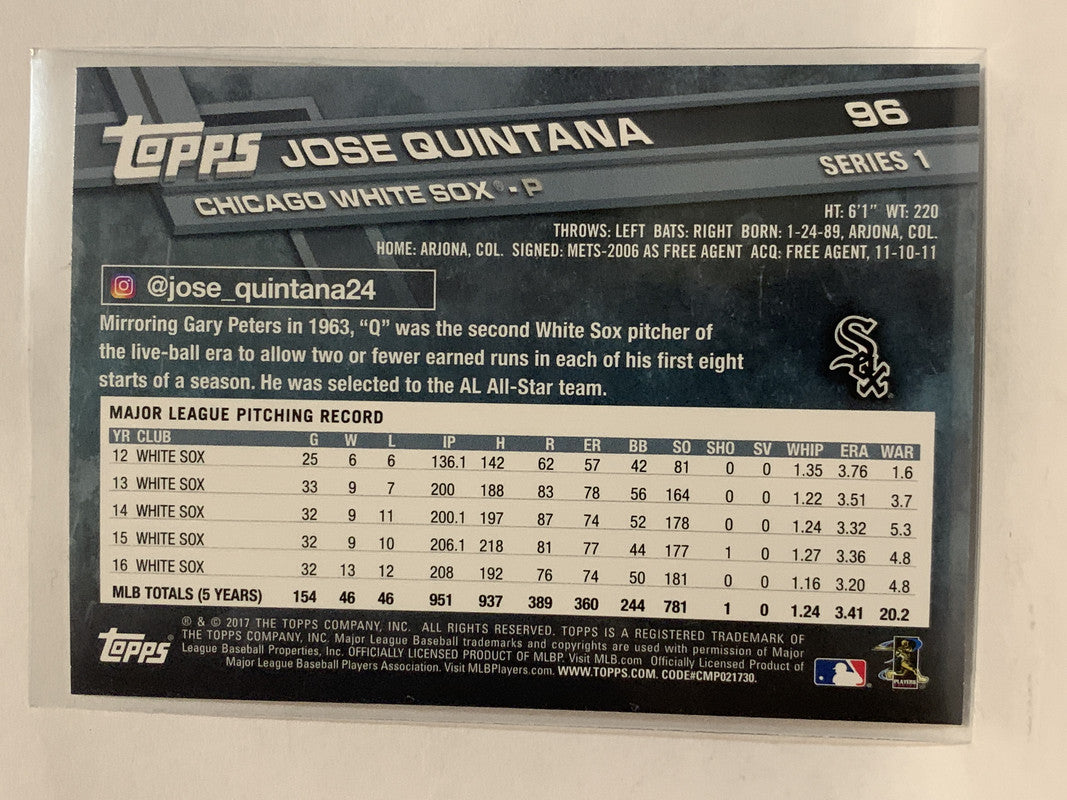 Topps JOSE QUINTANA 96
CHICAGO WHITE SOX® • P SERIES 1
HT: 6'1" WT: 220
THROWS: LEFT BATS: RIGHT BORN: 1-24-89, ARJONA, COL.
HOME: ARJONA, COL. SIGNED: METS-2006 AS FREE AGENT ACQ: FREE AGENT, 11-10-11
@jose_quintana24
Mirroring Gary Peters in 1963, “Q” was the second White Sox pitcher of
the live-ball era to allow two or fewer earned runs in each of his first eight
starts of a season. He was selected to the AL All-Star team.
Sox
MAJOR LEAGUE PITCHING RECORD
YR CLUB G W L IP H R ER BB SO SHO SV WHIP ERA WAR
12 WHITE SOX 25 6 6 136.1 142 62 57 42 81 0 0 1.35 3.76 1.6
13 WHITE SOX 33 9 7 200 188 83 78 56 164 0 0 1.22 3.51 3.7
14 WHITE SOX 32 9 11 200.1 197 87 74 52 178 0 0 1.24 3.32 5.3
15 WHITE SOX 32 9 10 206.1 218 81 77 44 177 1 0 1.27 3.36 4.8
16 WHITE SOX 32 13 12 208 192 76 74 50 181 0 0 1.16 3.20 4.8
MLB TOTALS (5 YEARS) 154 46 46 951 937 389 360 244 781 1 0 1.24 3.41 20.2
Topps®
® & © 2017 THE TOPPS COMPANY, INC. ALL RIGHTS RESERVED. TOPPS IS A REGISTERED TRADEMARK OF
THE TOPPS COMPANY, INC. Major League Baseball trademarks and copyrights are used with permission of Major
League Baseball Properties, Inc. OFFICIALLY LICENSED PRODUCT OF MLBP. Visit MLB.com Officially Licensed Product of
Major League Baseball Players Association. Visit MLBPlayers.com. WWW.TOPPS.COM. CODE#CMP021730.
PLAYERS